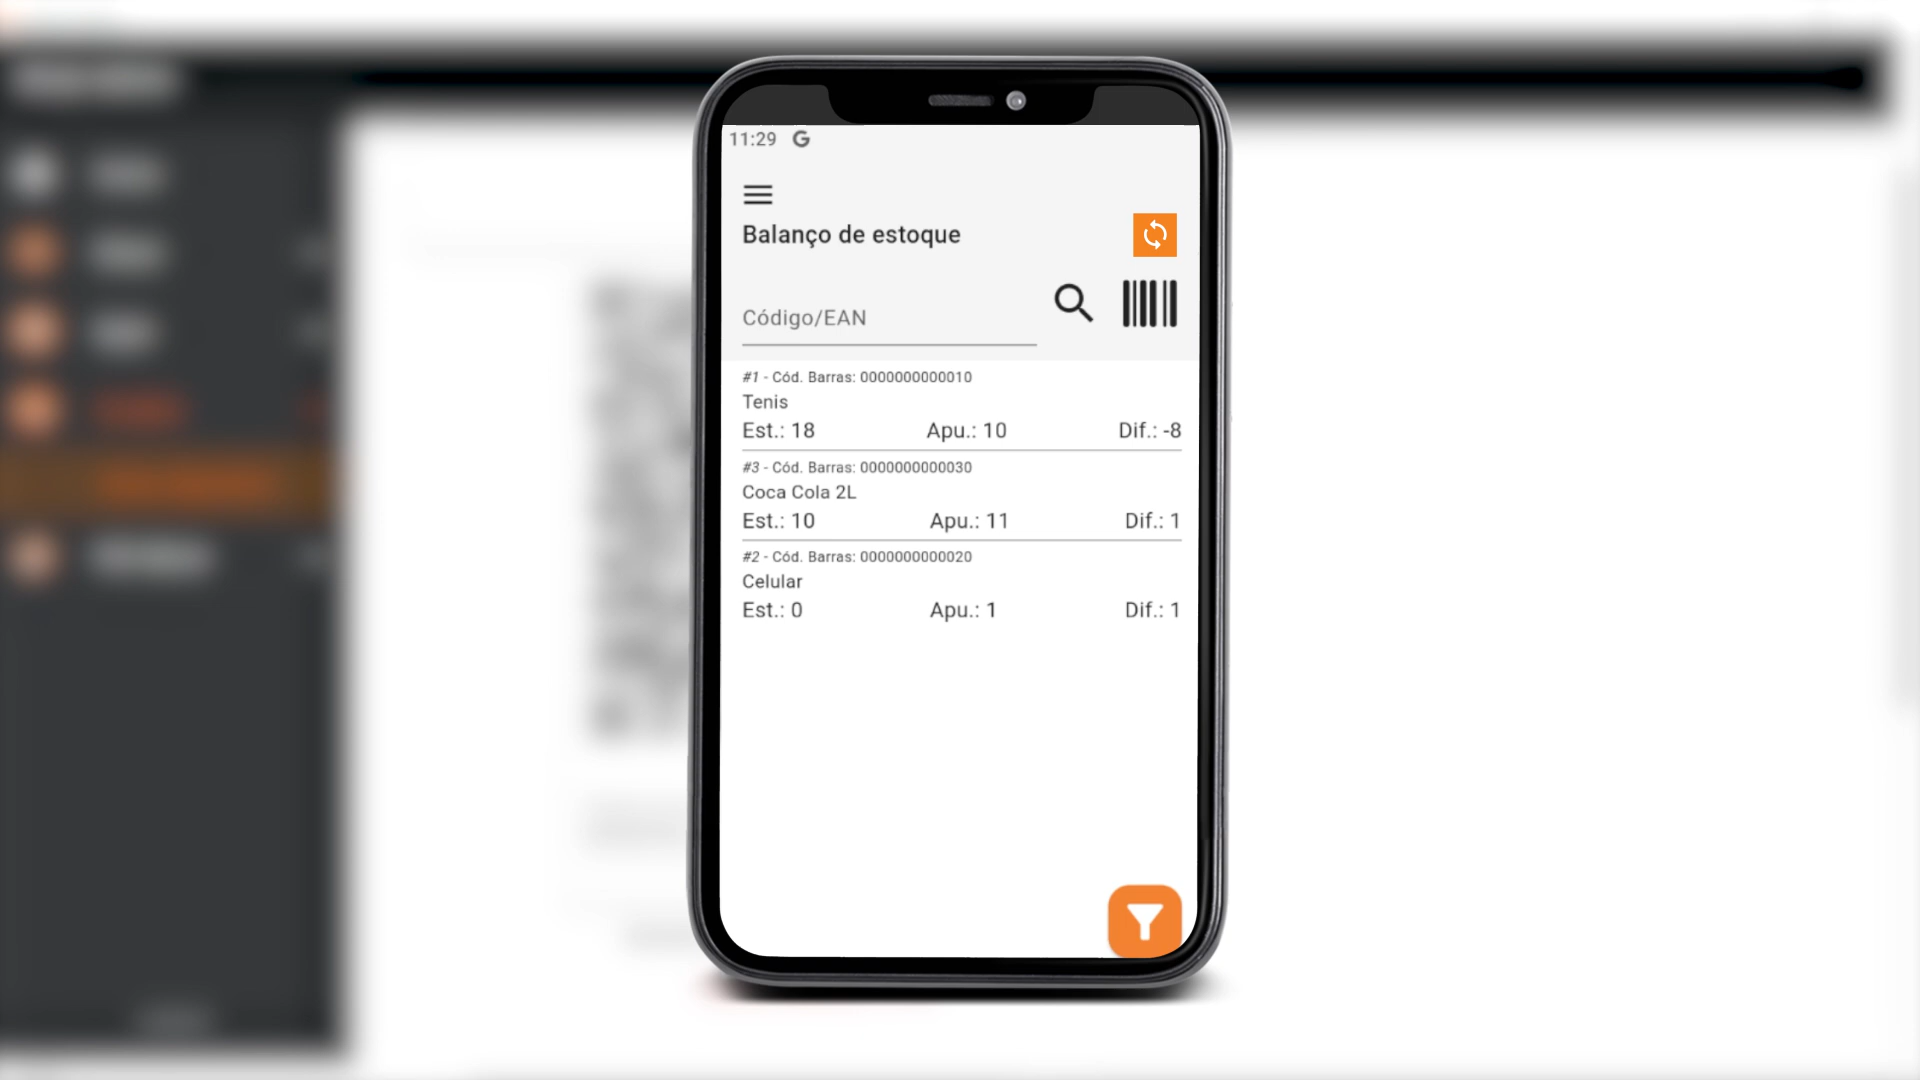 11:29 G
Balanço de estoque
Código/EAN
#1 - Cód. Barras: 0000000000010
Tenis
Est.: 18 Apu.: 10 Dif.: -8
#3 - Cód. Barras: 0000000000030
Coca Cola 2L
Est.: 10 Apu.: 11 Dif.: 1
#2 - Cód. Barras: 0000000000020
Celular
Est.: 0 Apu.: 1 Dif.: 1